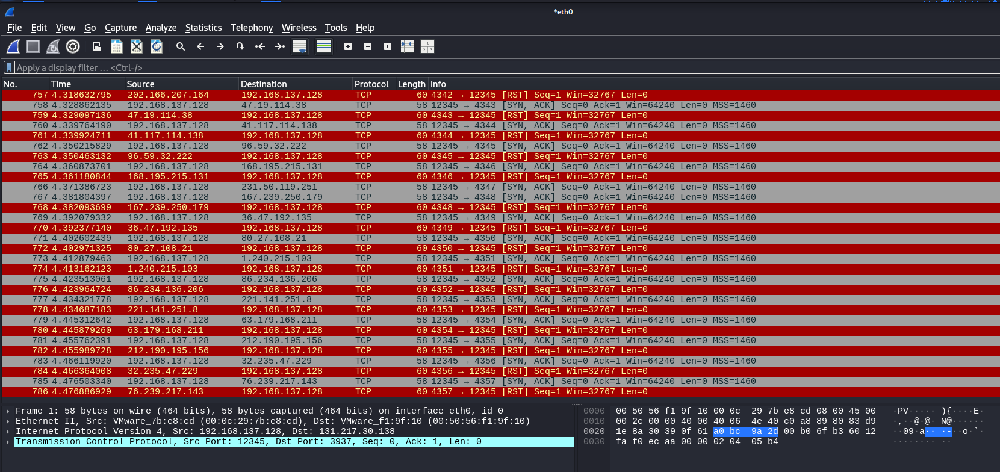 *eth0
File Edit View Go Capture Analyze Statistics Telephony Wireless Tools Help
Apply a display filter … <Ctrl-/>
No. Time Source Destination Protocol Length Info
757 4.318632795 202.166.207.164 192.168.137.128 TCP 60 4342 → 12345 [RST] Seq=1 Win=32767 Len=0
758 4.328862135 192.168.137.128 47.19.114.38 TCP 58 12345 → 4343 [SYN, ACK] Seq=0 Ack=1 Win=64240 Len=0 MSS=1460
759 4.329097136 47.19.114.38 192.168.137.128 TCP 60 4343 → 12345 [RST] Seq=1 Win=32767 Len=0
760 4.339764190 192.168.137.128 41.117.114.138 TCP 58 12345 → 4344 [SYN, ACK] Seq=0 Ack=1 Win=64240 Len=0 MSS=1460
761 4.339924711 41.117.114.138 192.168.137.128 TCP 60 4344 → 12345 [RST] Seq=1 Win=32767 Len=0
762 4.350215829 192.168.137.128 96.59.32.222 TCP 58 12345 → 4345 [SYN, ACK] Seq=0 Ack=1 Win=64240 Len=0 MSS=1460
763 4.350463132 96.59.32.222 192.168.137.128 TCP 60 4345 → 12345 [RST] Seq=1 Win=32767 Len=0
764 4.360873701 192.168.137.128 168.195.215.131 TCP 58 12345 → 4346 [SYN, ACK] Seq=0 Ack=1 Win=64240 Len=0 MSS=1460
765 4.361180844 168.195.215.131 192.168.137.128 TCP 60 4346 → 12345 [RST] Seq=1 Win=32767 Len=0
766 4.371386723 192.168.137.128 231.50.119.251 TCP 58 12345 → 4347 [SYN, ACK] Seq=0 Ack=1 Win=64240 Len=0 MSS=1460
767 4.381804397 192.168.137.128 167.239.250.179 TCP 58 12345 → 4348 [SYN, ACK] Seq=0 Ack=1 Win=64240 Len=0 MSS=1460
768 4.382093699 167.239.250.179 192.168.137.128 TCP 60 4348 → 12345 [RST] Seq=1 Win=32767 Len=0
769 4.392079332 192.168.137.128 36.47.192.135 TCP 58 12345 → 4349 [SYN, ACK] Seq=0 Ack=1 Win=64240 Len=0 MSS=1460
770 4.392377140 36.47.192.135 192.168.137.128 TCP 60 4349 → 12345 [RST] Seq=1 Win=32767 Len=0
771 4.402602439 192.168.137.128 80.27.108.21 TCP 58 12345 → 4350 [SYN, ACK] Seq=0 Ack=1 Win=64240 Len=0 MSS=1460
772 4.402971325 80.27.108.21 192.168.137.128 TCP 60 4350 → 12345 [RST] Seq=1 Win=32767 Len=0
773 4.412879463 192.168.137.128 1.240.215.103 TCP 58 12345 → 4351 [SYN, ACK] Seq=0 Ack=1 Win=64240 Len=0 MSS=1460
774 4.413162123 1.240.215.103 192.168.137.128 TCP 60 4351 → 12345 [RST] Seq=1 Win=32767 Len=0
775 4.423513061 192.168.137.128 86.234.136.206 TCP 58 12345 → 4352 [SYN, ACK] Seq=0 Ack=1 Win=64240 Len=0 MSS=1460
776 4.423964724 86.234.136.206 192.168.137.128 TCP 60 4352 → 12345 [RST] Seq=1 Win=32767 Len=0
777 4.434321778 192.168.137.128 221.141.251.8 TCP 58 12345 → 4353 [SYN, ACK] Seq=0 Ack=1 Win=64240 Len=0 MSS=1460
778 4.434687183 221.141.251.8 192.168.137.128 TCP 60 4353 → 12345 [RST] Seq=1 Win=32767 Len=0
779 4.445312642 192.168.137.128 63.179.168.211 TCP 58 12345 → 4354 [SYN, ACK] Seq=0 Ack=1 Win=64240 Len=0 MSS=1460
780 4.445879260 63.179.168.211 192.168.137.128 TCP 60 4354 → 12345 [RST] Seq=1 Win=32767 Len=0
781 4.455762391 192.168.137.128 212.190.195.156 TCP 58 12345 → 4355 [SYN, ACK] Seq=0 Ack=1 Win=64240 Len=0 MSS=1460
782 4.455989728 212.190.195.156 192.168.137.128 TCP 60 4355 → 12345 [RST] Seq=1 Win=32767 Len=0
783 4.466119920 192.168.137.128 32.235.47.229 TCP 58 12345 → 4356 [SYN, ACK] Seq=0 Ack=1 Win=64240 Len=0 MSS=1460
784 4.466364008 32.235.47.229 192.168.137.128 TCP 60 4356 → 12345 [RST] Seq=1 Win=32767 Len=0
785 4.476503340 192.168.137.128 76.239.217.143 TCP 58 12345 → 4357 [SYN, ACK] Seq=0 Ack=1 Win=64240 Len=0 MSS=1460
786 4.476886929 76.239.217.143 192.168.137.128 TCP 60 4357 → 12345 [RST] Seq=1 Win=32767 Len=0
Frame 1: 58 bytes on wire (464 bits), 58 bytes captured (464 bits) on interface eth0, id 0
Ethernet II, Src: VMware_7b:e8:cd (00:0c:29:7b:e8:cd), Dst: VMware_f1:9f:10 (00:50:56:f1:9f:10)
Internet Protocol Version 4, Src: 192.168.137.128, Dst: 131.217.30.138
Transmission Control Protocol, Src Port: 12345, Dst Port: 3937, Seq: 0, Ack: 1, Len: 0
0000 00 50 56 f1 9f 10 00 0c 29 7b e8 cd 08 00 45 00 ·PV····· ){····E·
0010 00 2c 00 00 40 00 40 06 4e 40 c0 a8 89 80 83 d9 ·,··@·@· N@······
0020 1e 8a 30 39 0f 61 a0 bc 9a 2d 00 b0 6f b3 60 12 ··09·a·· ·-··o·`·
0030 fa f0 ec aa 00 00 02 04 05 b4 ········ ··